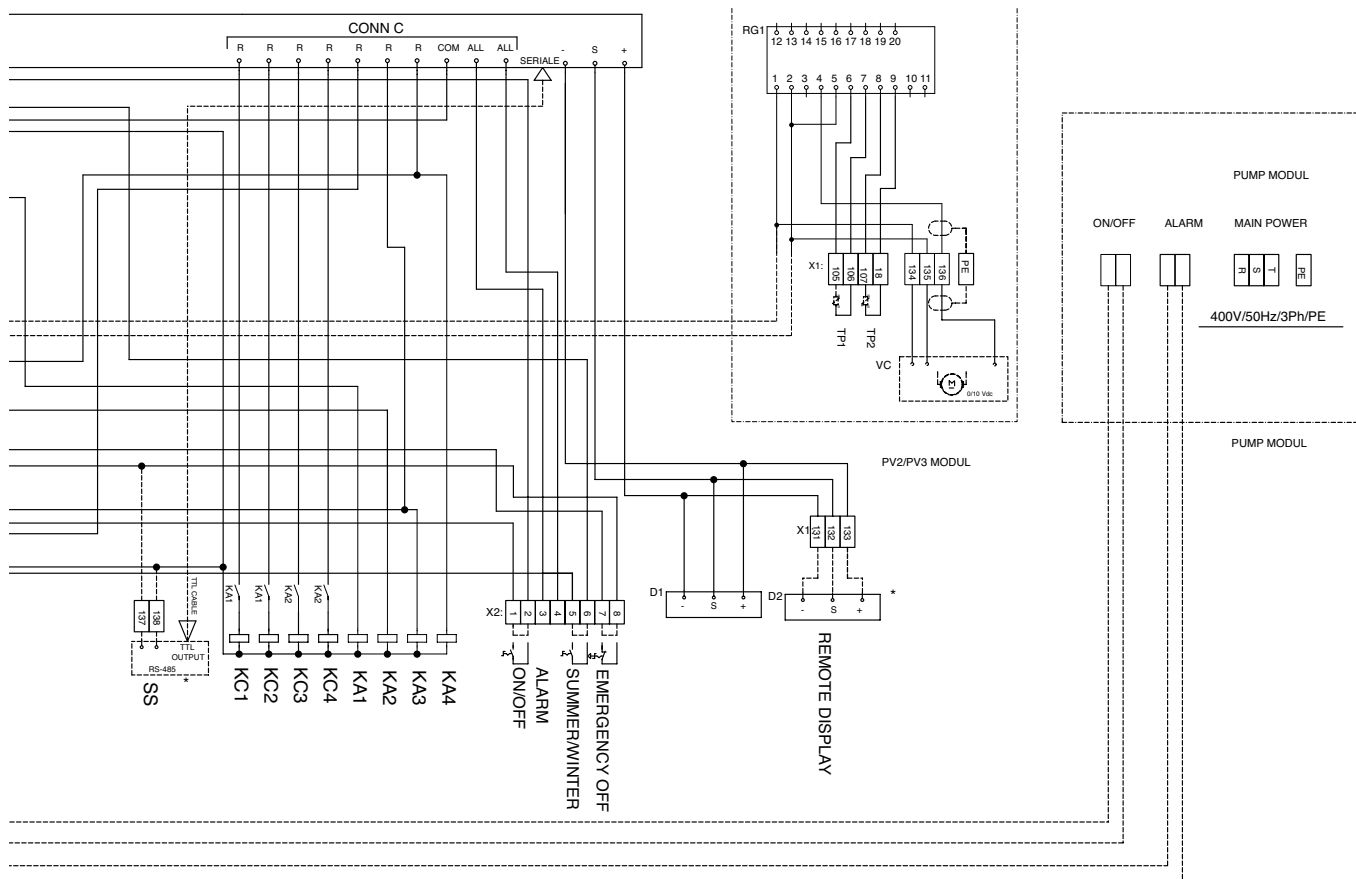 CONN C
R R R R R R R COM ALL ALL - S +
SERIALE
RG1
12 13 14 15 16 17 18 19 20
1 2 3 4 5 6 7 8 9 10 11
X1: 105 106 107 18 134 135 136 PE
TP1 TP2
VC
M
0/10 Vdc
PV2/PV3 MODUL
PUMP MODUL
ON/OFF ALARM MAIN POWER
R S T PE
400V/50Hz/3Ph/PE
PUMP MODUL
X1 131 132 133
D1 - S +
D2 - S + *
REMOTE DISPLAY
TTL CABLE
KA1 KA1 KA2 KA2
137 138
TTL
OUTPUT
RS-485
*
SS
KC1 KC2 KC3 KC4 KA1 KA2 KA3 KA4
X2: 1 2 3 4 5 6 7 8
ON/OFF
ALARM
SUMMER/WINTER
EMERGENCY OFF